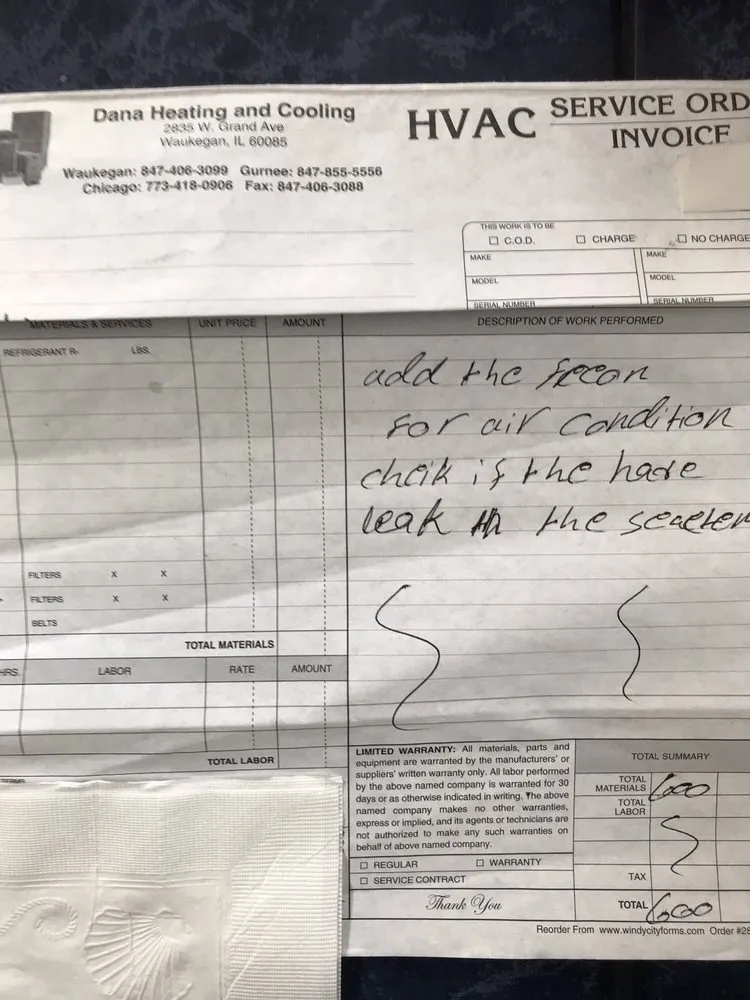 Dana Heating and Cooling
2835 W. Grand Ave
Waukegan, IL 60085
Waukegan: 847-406-3099 Gurnee: 847-855-5556
Chicago: 773-418-0906 Fax: 847-406-3088
HVAC SERVICE ORD
INVOICE
THIS WORK IS TO BE
☐ C.O.D. ☐ CHARGE ☐ NO CHARGE
MAKE MAKE
MODEL MODEL
SERIAL NUMBER SERIAL NUMBER
MATERIALS & SERVICES UNIT PRICE AMOUNT DESCRIPTION OF WORK PERFORMED
REFRIGERANT R- LBS.
add the freon
for air condition
cheik if the have
leak in the
FILTERS X X
FILTERS X X
BELTS
TOTAL MATERIALS
HRS. LABOR RATE AMOUNT
TOTAL LABOR
TERMS
LIMITED WARRANTY: All materials, parts and
equipment are warranted by the manufacturers' or
suppliers' written warranty only. All labor performed
by the above named company is warranted for 30
days or as otherwise indicated in writing. The above
named company makes no other warranties,
express or implied, and its agents or technicians are
not authorized to make any such warranties on
behalf of above named company.
☐ REGULAR ☐ WARRANTY
☐ SERVICE CONTRACT
Thank You
TOTAL SUMMARY
TOTAL
MATERIALS 600
TOTAL
LABOR
TAX
TOTAL 600
Reorder From www.windycityforms.com Order #28